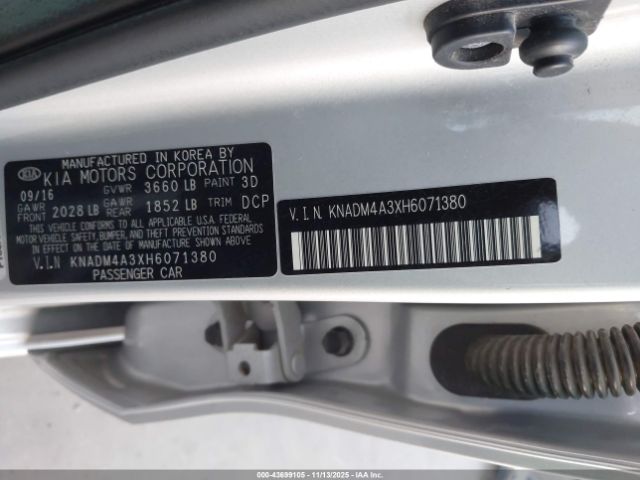 MANUFACTURED IN KOREA BY
KIA KIA MOTORS CORPORATION
09/16 GVWR 3660 LB PAINT 3D
GAWR FRONT 2028 LB GAWR REAR 1852 LB TRIM DCP
THIS VEHICLE CONFORMS TO ALL APPLICABLE U.S.A FEDERAL
MOTOR VEHICLE SAFETY, BUMPER, AND THEFT PREVENTION STANDARDS
IN EFFECT ON THE DATE OF MANUFACTURE SHOWN ABOVE.
V.I.N KNADM4A3XH6071380
PASSENGER CAR
V.I.N. KNADM4A3XH6071380
000-43699105 - 11/13/2025 - IAAI.COM